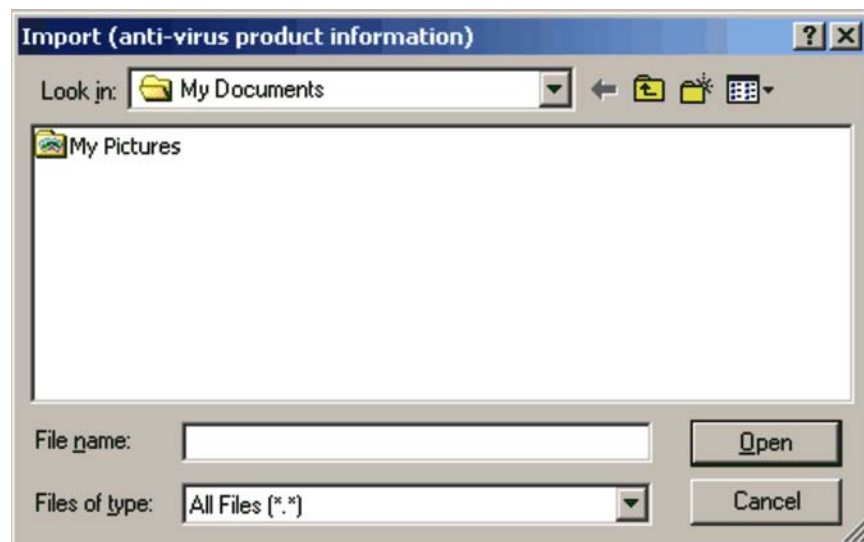 Import (anti-virus product information)
Look in: My Documents
My Pictures
File name:
Open
Files of type: All Files (*.*)
Cancel